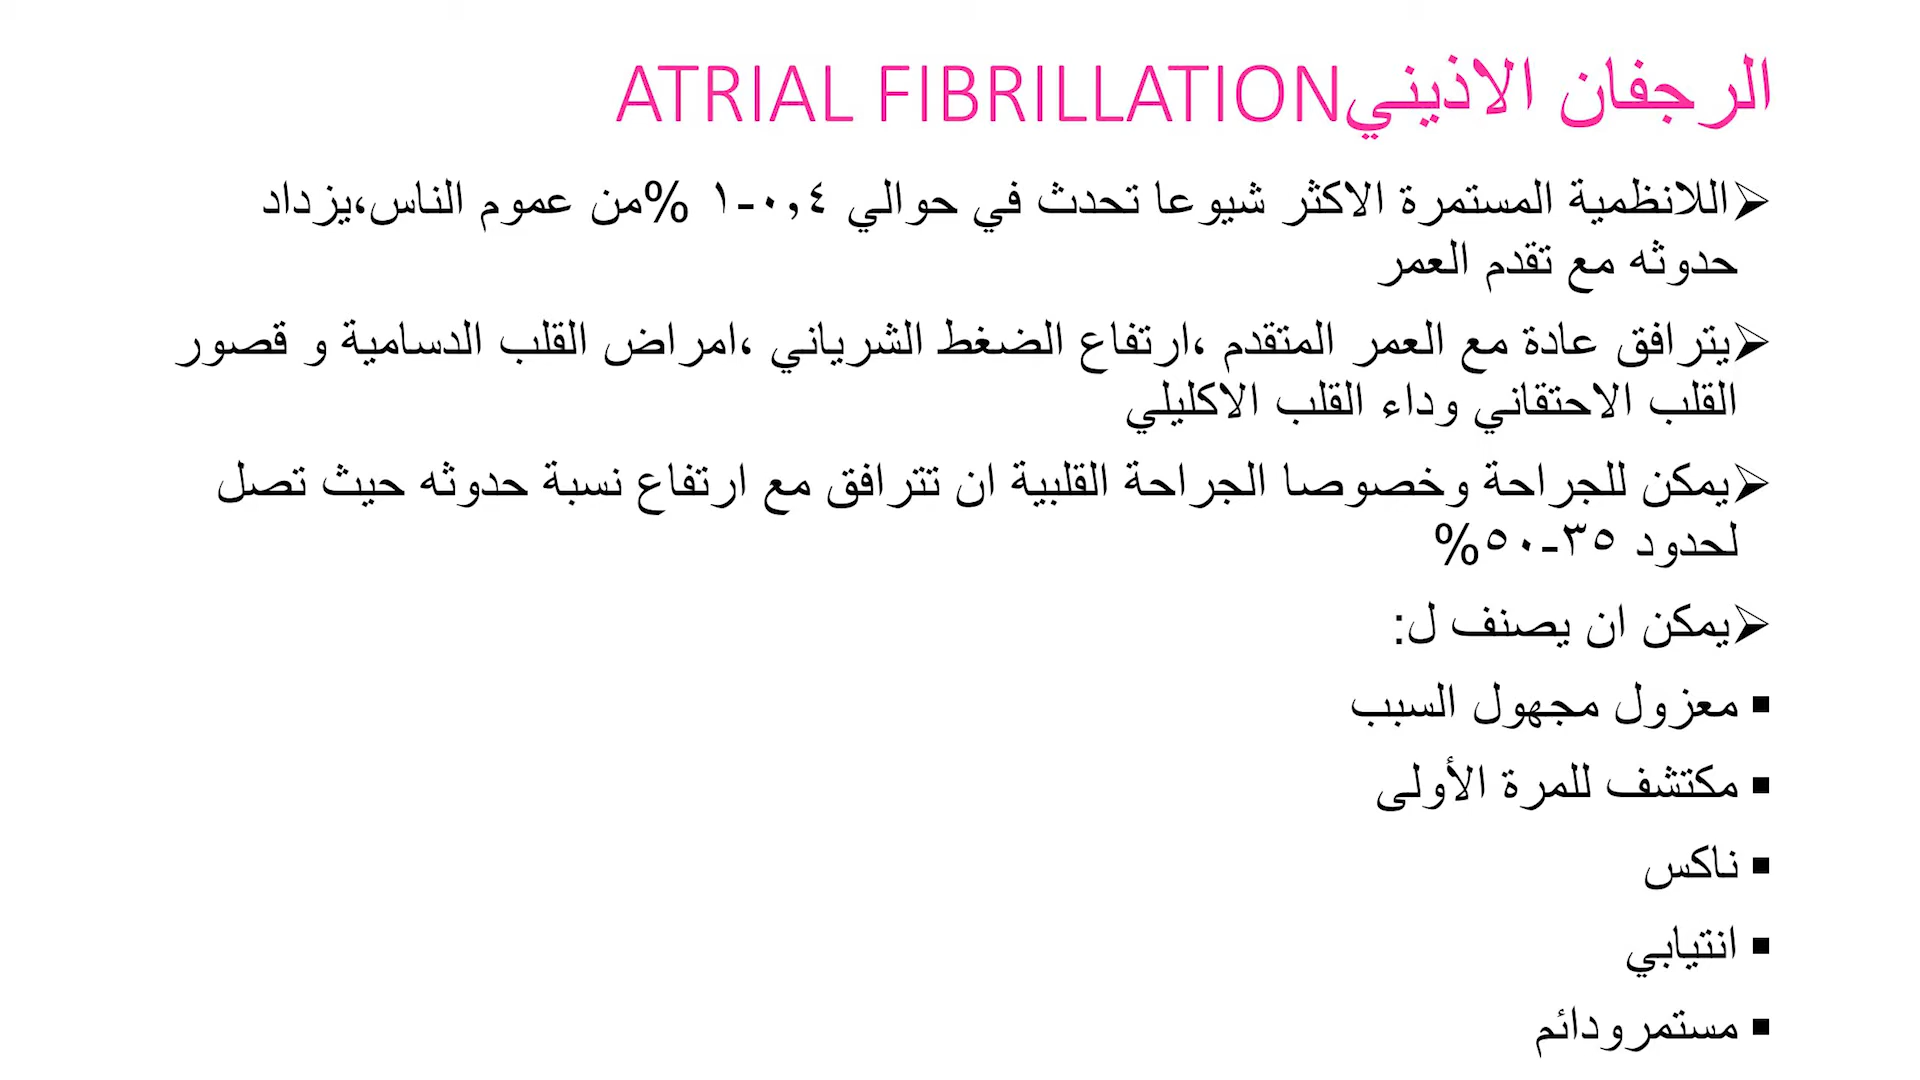 الرجفان الاذينيATRIAL FIBRILLATION
اللانظمية المستمرة الاكثر شيوعا تحدث في حوالي ٠,٤-١ %من عموم الناس،يزداد
حدوثه مع تقدم العمر
يترافق عادة مع العمر المتقدم ،ارتفاع الضغط الشرياني ،امراض القلب الدسامية و قصور
القلب الاحتقاني وداء القلب الاكليلي
يمكن للجراحة وخصوصا الجراحة القلبية ان تترافق مع ارتفاع نسبة حدوثه حيث تصل
لحدود ٣٥-٥٠%
يمكن ان يصنف ل:
معزول مجهول السبب
مكتشف للمرة الأولى
ناكس
انتيابي
مستمرودائم